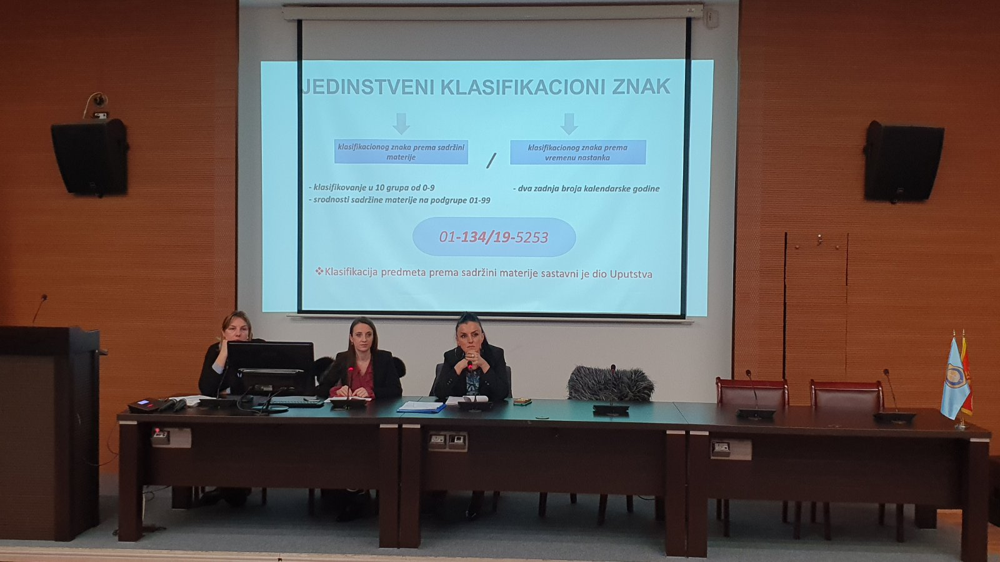 JEDINSTVENI KLASIFIKACIONI ZNAK
klasifikacionog znaka prema sadržini
materije
/
klasifikacionog znaka prema
vremenu nastanka
- klasifikovanje u 10 grupa od 0-9
- srodnosti sadržine materije na podgrupe 01-99
- dva zadnja broja kalendarske godine
01-134/19-5253
❖Klasifikacija predmeta prema sadržini materije sastavni je dio Uputstva